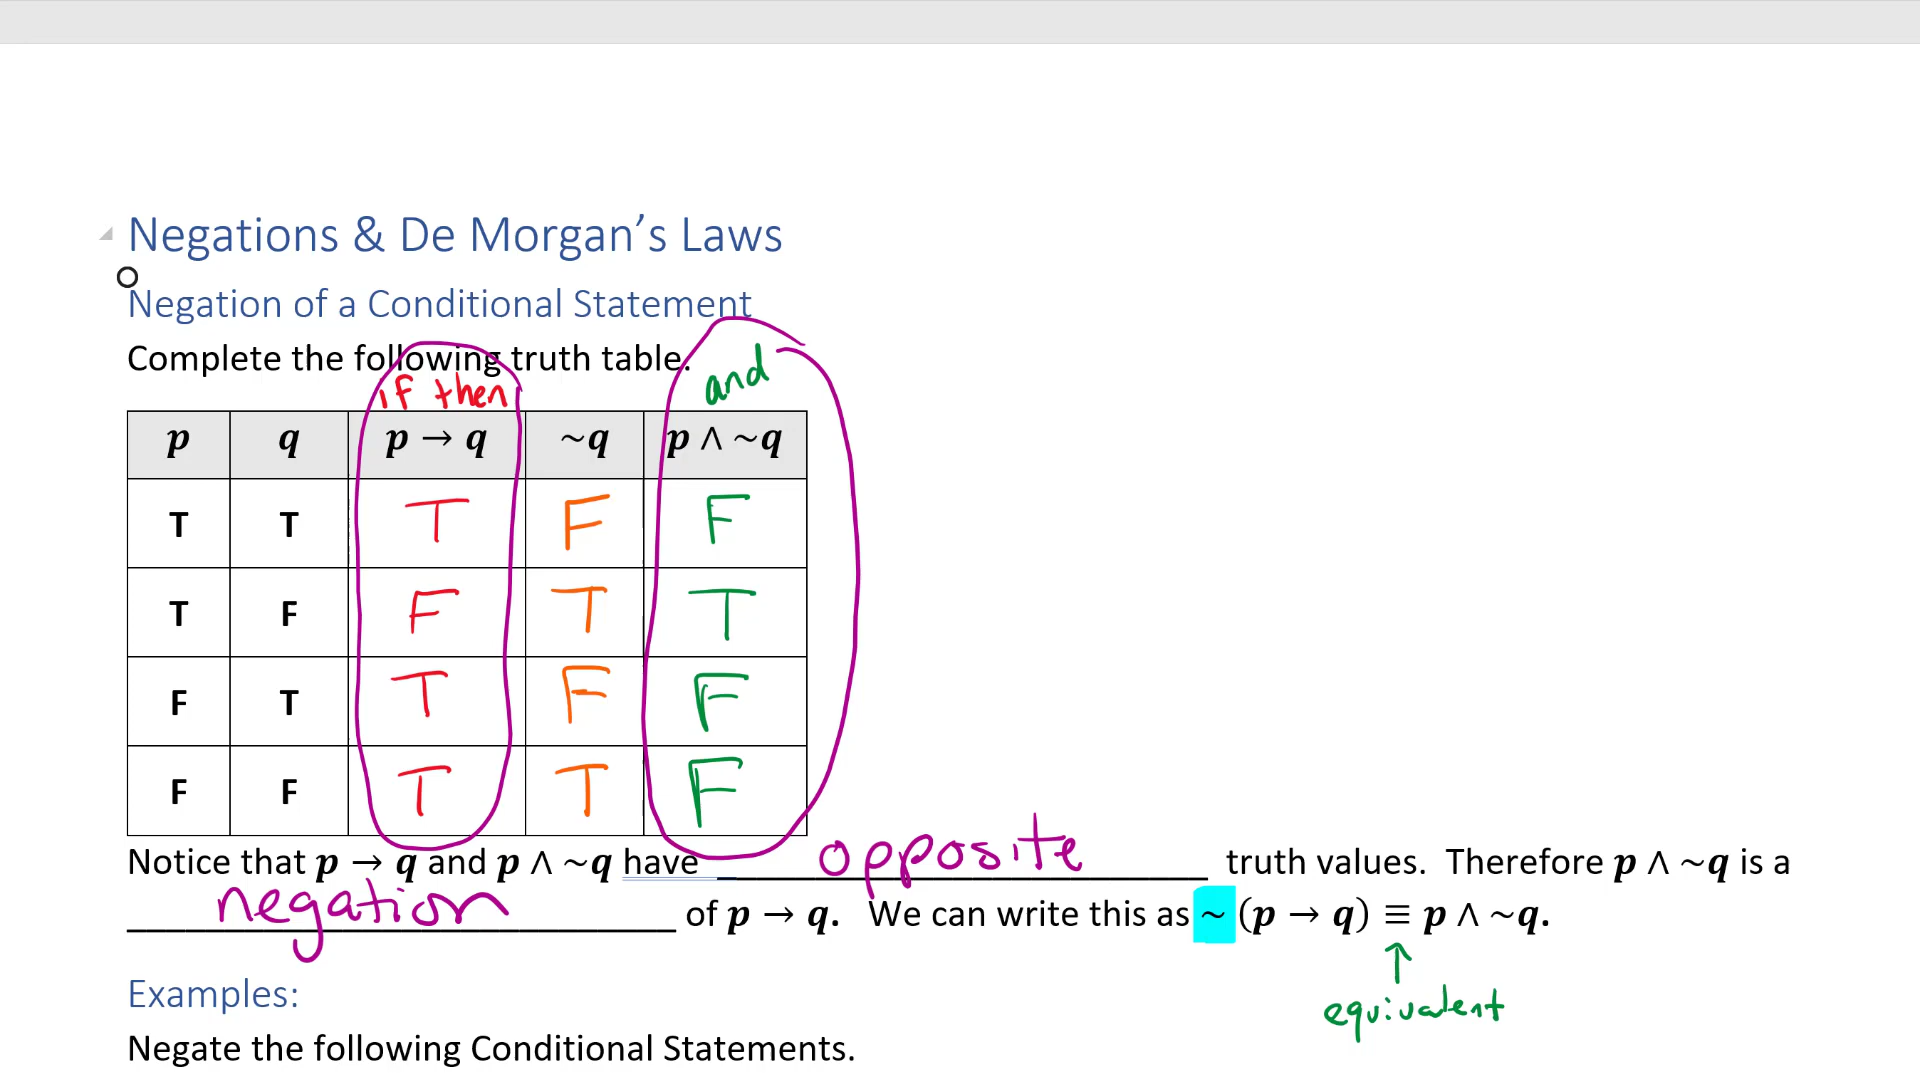 Negations & De Morgan’s Laws
Negation of a Conditional Statement
Complete the following truth table.
if then and
p q p → q ~q p ∧ ~q
T T T F F
T F F T T
F T T F F
F F T T F
Notice that p → q and p ∧ ~q have opposite truth values. Therefore p ∧ ~q is a
negation of p → q. We can write this as ~(p → q) ≡ p ∧ ~q.
↑
equivalent
Examples:
Negate the following Conditional Statements.